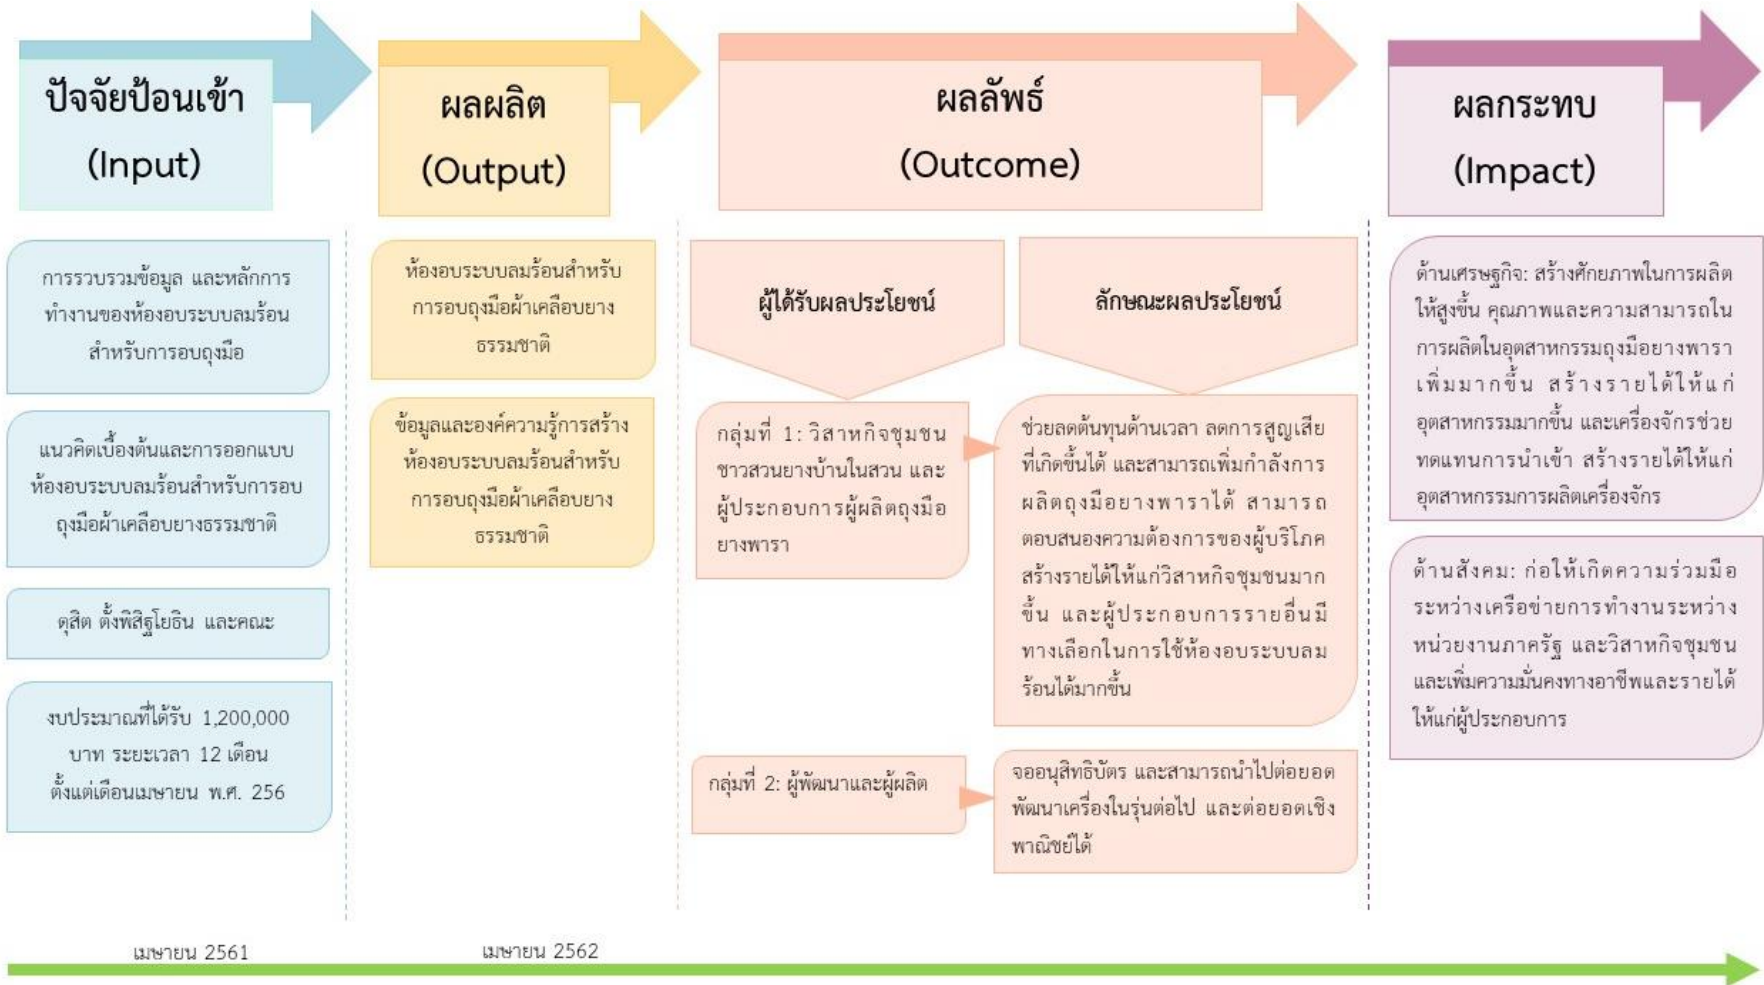 ปัจจัยป้อนเข้า
(Input)
ผลผลิต
(Output)
ผลลัพธ์
(Outcome)
ผลกระทบ
(Impact)
การรวบรวมข้อมูล และหลักการ
ทำงานของห้องอบระบบลมร้อน
สำหรับการอบถุงมือ
แนวคิดเบื้องต้นและการออกแบบ
ห้องอบระบบลมร้อนสำหรับการอบ
ถุงมือผ้าเคลือบยางธรรมชาติ
ดุสิต ตั้งพิสิฐโยธิน และคณะ
งบประมาณที่ได้รับ 1,200,000
บาท ระยะเวลา 12 เดือน
ตั้งแต่เดือนเมษายน พ.ศ. 256
ห้องอบระบบลมร้อนสำหรับ
การอบถุงมือผ้าเคลือบยาง
ธรรมชาติ
ข้อมูลและองค์ความรู้การสร้าง
ห้องอบระบบลมร้อนสำหรับ
การอบถุงมือผ้าเคลือบยาง
ธรรมชาติ
ผู้ได้รับผลประโยชน์
ลักษณะผลประโยชน์
กลุ่มที่ 1: วิสาหกิจชุมชน
ชาวสวนยางบ้านในสวน และ
ผู้ประกอบการผู้ผลิตถุงมือ
ยางพารา
ช่วยลดต้นทุนด้านเวลา ลดการสูญเสีย
ที่เกิดขึ้นได้ และสามารถเพิ่มกำลังการ
ผลิตถุงมือยางพาราได้ สามารถ
ตอบสนองความต้องการของผู้บริโภค
สร้างรายได้ให้แก่วิสาหกิจชุมชนมาก
ขึ้น และผู้ประกอบการรายอื่นมี
ทางเลือกในการใช้ห้องอบระบบลม
ร้อนได้มากขึ้น
กลุ่มที่ 2: ผู้พัฒนาและผู้ผลิต
จออนุสิทธิบัตร และสามารถนำไปต่อยอด
พัฒนาเครื่องในรุ่นต่อไป และต่อยอดเชิง
พาณิชย์ได้
ด้านเศรษฐกิจ: สร้างศักยภาพในการผลิต
ให้สูงขึ้น คุณภาพและความสามารถใน
การผลิตในอุตสาหกรรมถุงมือยางพารา
เพิ่มมากขึ้น สร้างรายได้ให้แก่
อุตสาหกรรมมากขึ้น และเครื่องจักรช่วย
ทดแทนการนำเข้า สร้างรายได้ให้แก่
อุตสาหกรรมการผลิตเครื่องจักร
ด้านสังคม: ก่อให้เกิดความร่วมมือ
ระหว่างเครือข่ายการทำงานระหว่าง
หน่วยงานภาครัฐ และวิสาหกิจชุมชน
และเพิ่มความมั่นคงทางอาชีพและรายได้
ให้แก่ผู้ประกอบการ
เมษายน 2561
เมษายน 2562